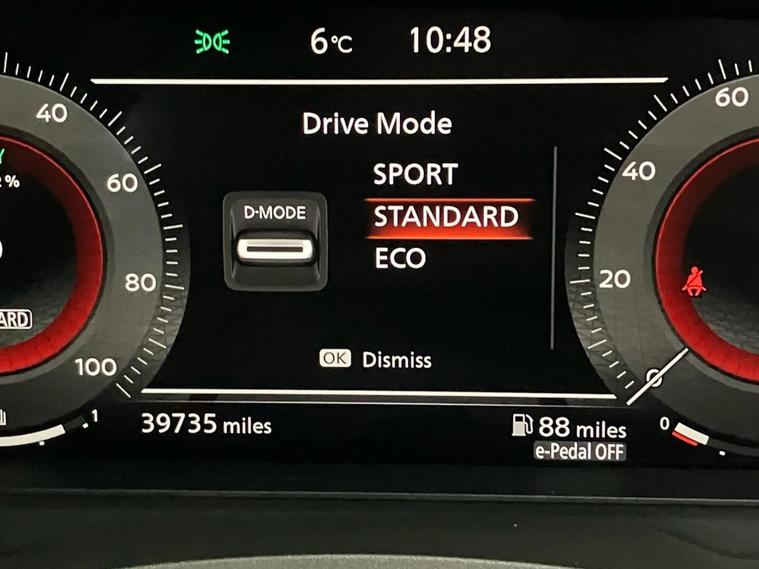 6°C 10:48
Drive Mode
SPORT
D-MODE
STANDARD
ECO
OK Dismiss
40
60
80
100
60
40
20
0
%
1
0
39735 miles
88 miles
e-Pedal OFF